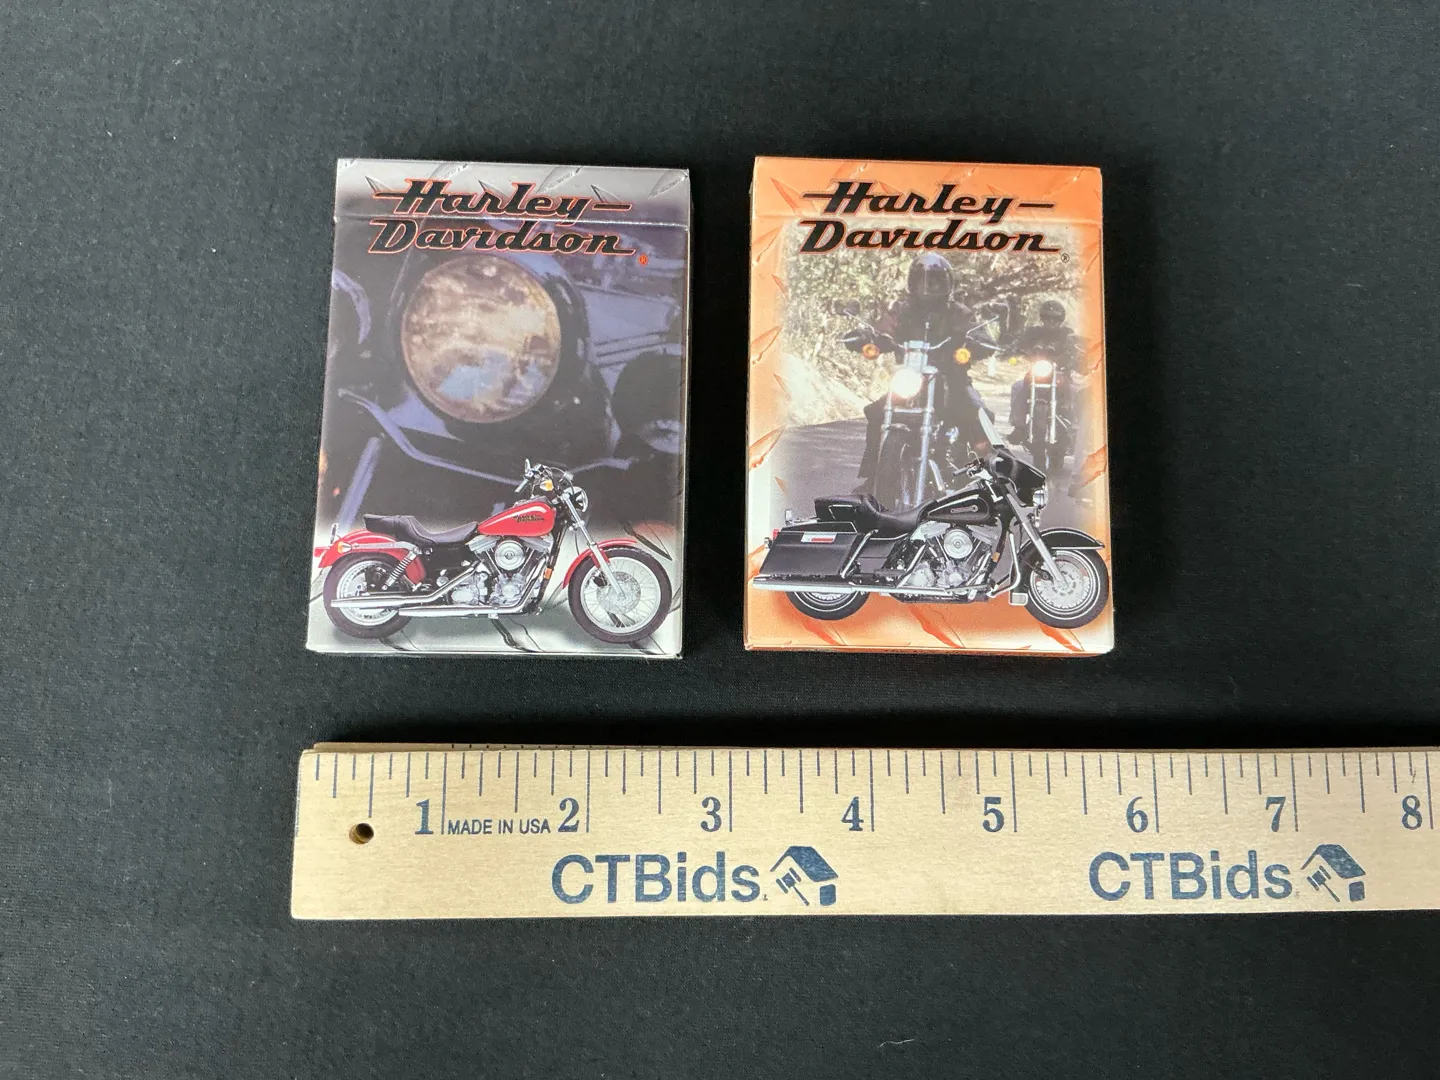 Harley-
Davidson®
Harley-
Davidson®
1 MADE IN USA 2 3 4 5 6 7 8
CTBids CTBids